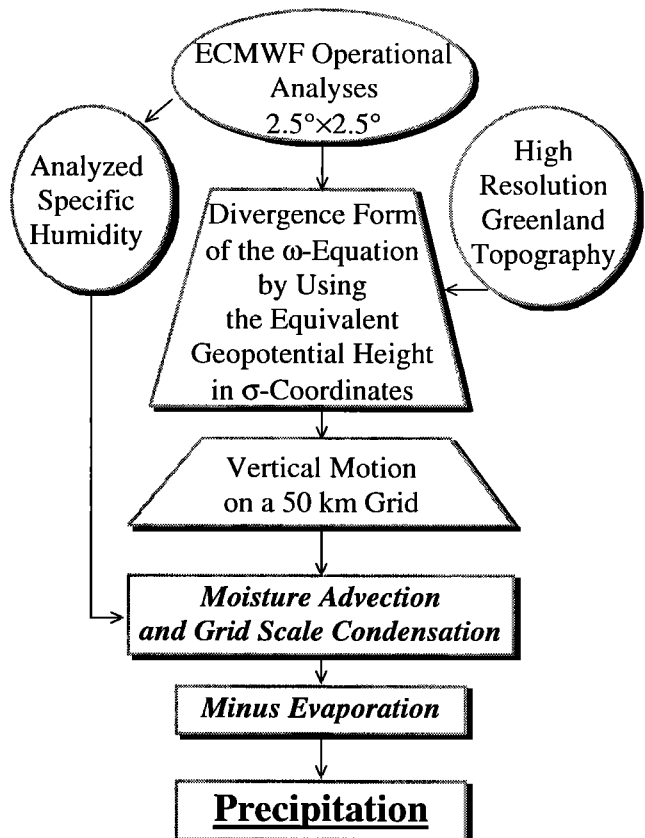 ECMWF Operational
Analyses
2.5°×2.5°
Analyzed
Specific
Humidity
High
Resolution
Greenland
Topography
Divergence Form
of the ω-Equation
by Using
the Equivalent
Geopotential Height
in σ-Coordinates
Vertical Motion
on a 50 km Grid
Moisture Advection
and Grid Scale Condensation
Minus Evaporation
Precipitation